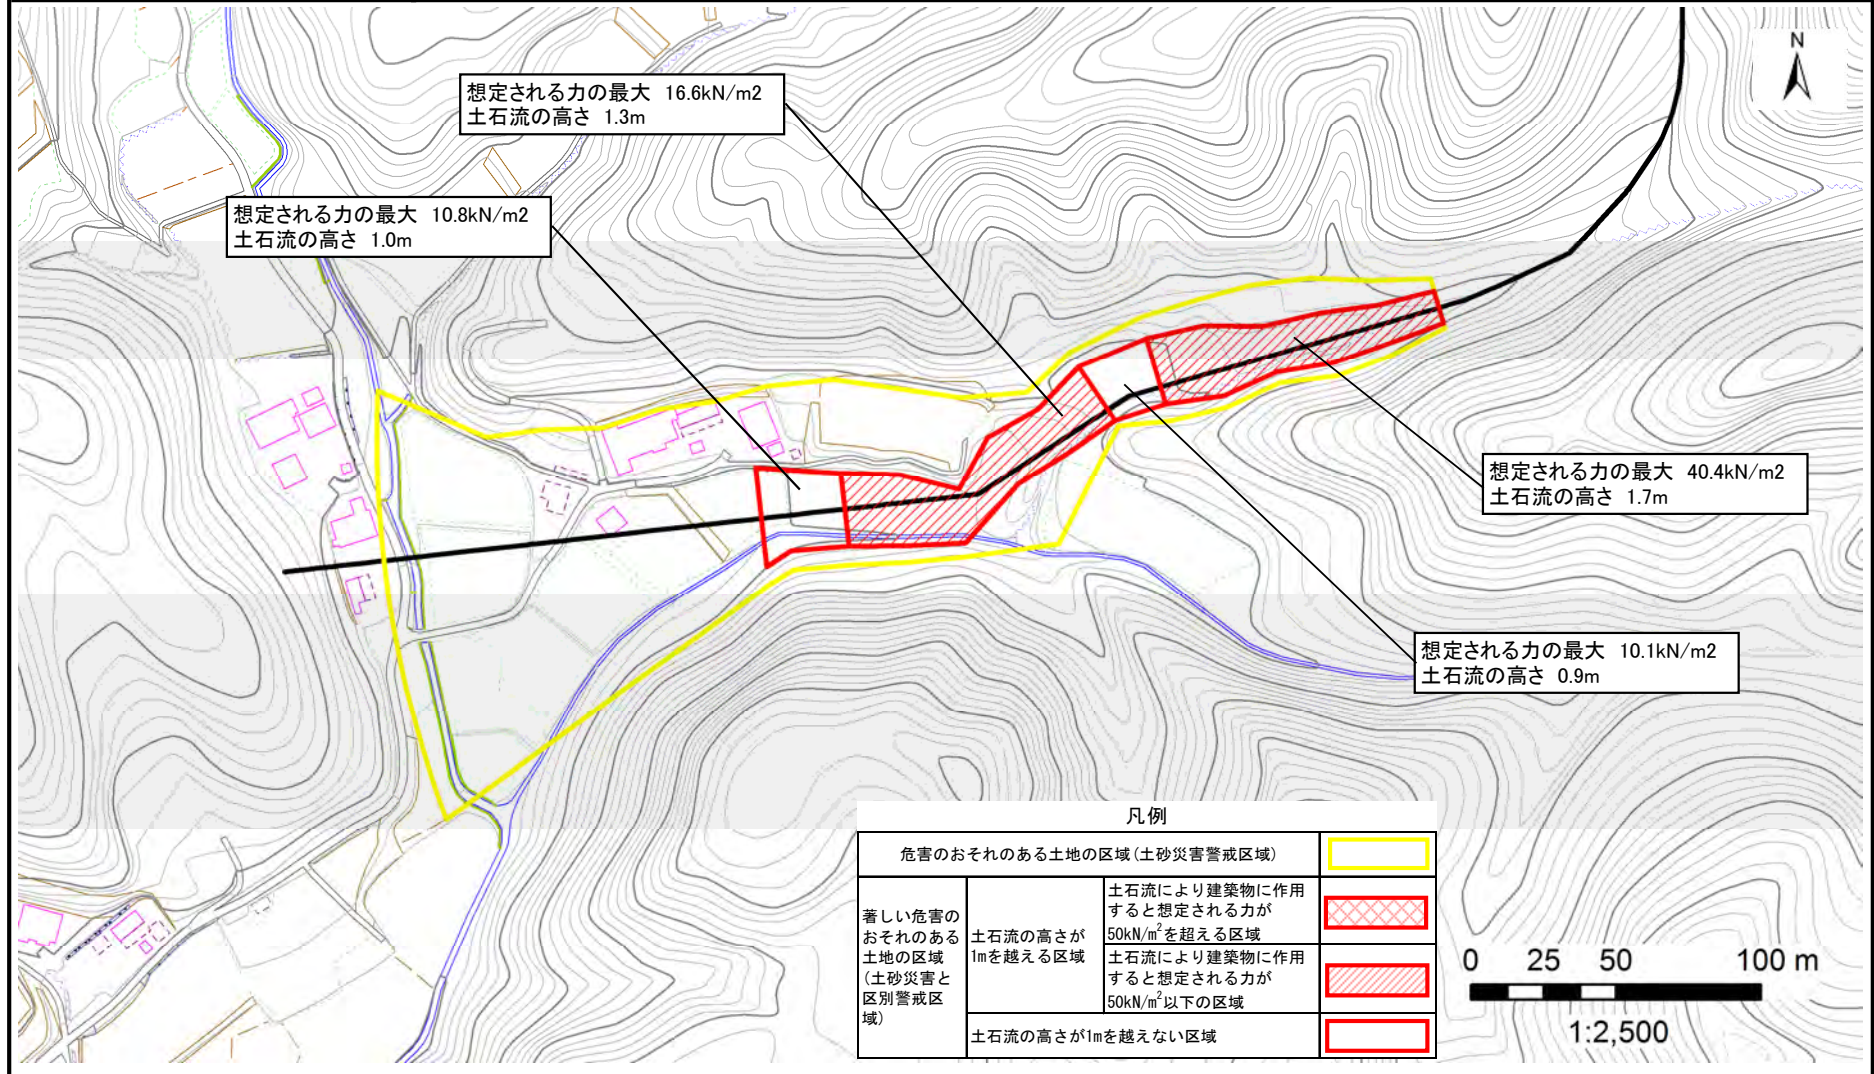 N
想定される力の最大 16.6kN/m2
土石流の高さ 1.3m
想定される力の最大 10.8kN/m2
土石流の高さ 1.0m
想定される力の最大 40.4kN/m2
土石流の高さ 1.7m
想定される力の最大 10.1kN/m2
土石流の高さ 0.9m
凡例
危害のおそれのある土地の区域(土砂災害警戒区域)
著しい危害の
おそれのある
土地の区域
(土砂災害と
区別警戒区
域)
土石流の高さが
1mを越える区域
土石流により建築物に作用
すると想定される力が
50kN/m²を超える区域
土石流により建築物に作用
すると想定される力が
50kN/m²以下の区域
土石流の高さが1mを越えない区域
0 25 50 100 m
1:2,500